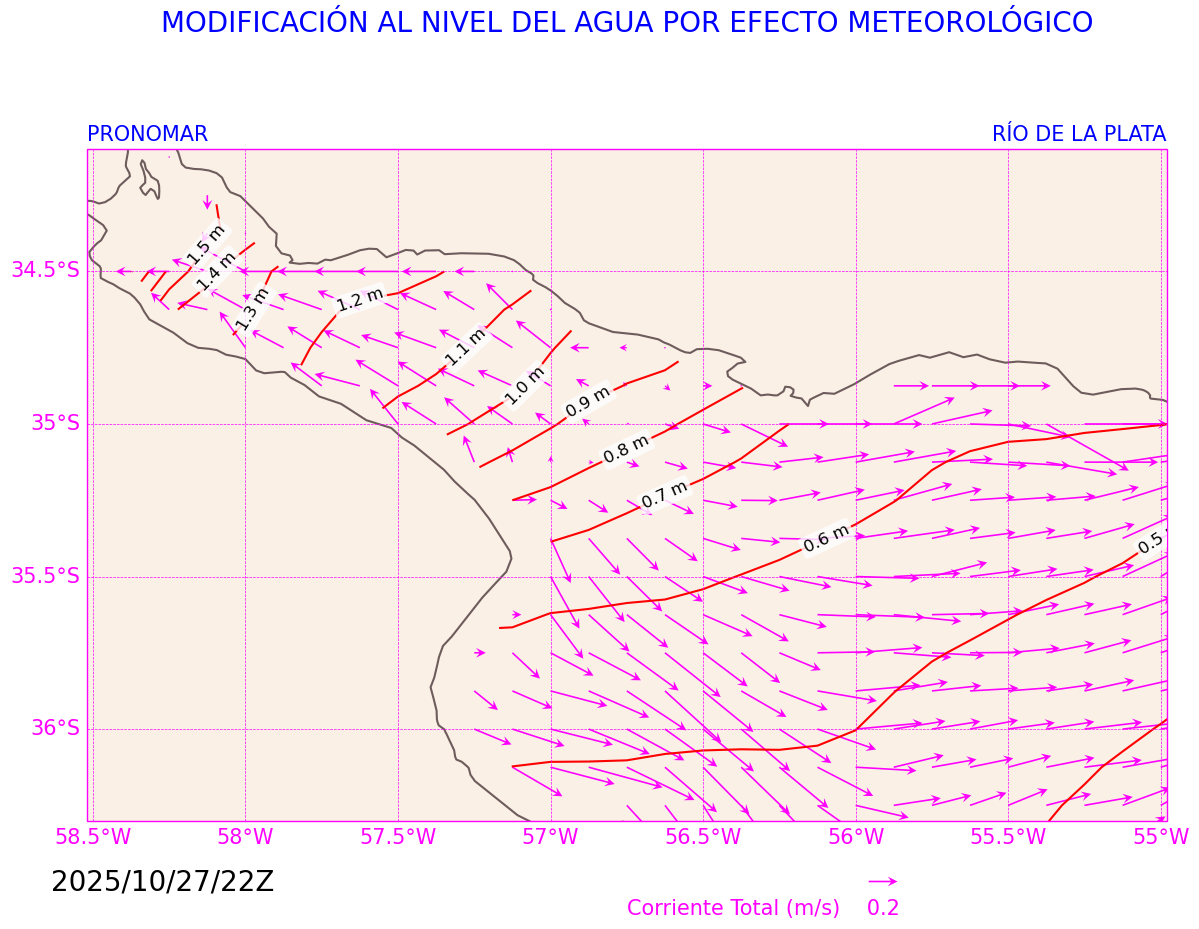 MODIFICACIÓN AL NIVEL DEL AGUA POR EFECTO METEOROLÓGICO
PRONOMAR
RÍO DE LA PLATA
1.5 m
1.4 m
1.3 m
1.2 m
1.1 m
1.0 m
0.9 m
0.8 m
0.7 m
0.6 m
0.5
34.5°S
35°S
35.5°S
36°S
58.5°W 58°W 57.5°W 57°W 56.5°W 56°W 55.5°W 55°W
2025/10/27/22Z
Corriente Total (m/s) 0.2